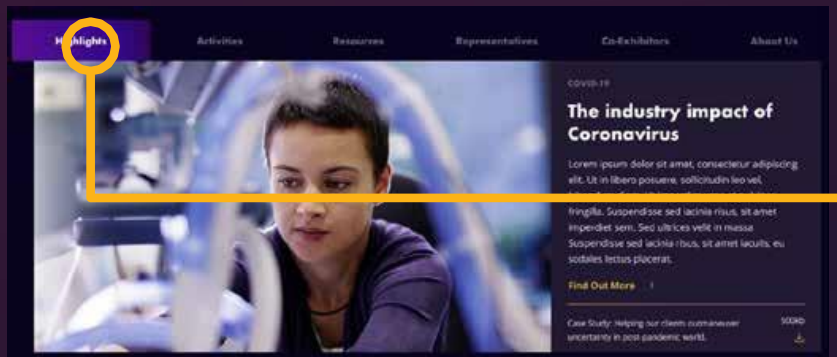 Highlights Activities Resources Representatives Co-Exhibitors About Us
COVID-19
The industry impact of
Coronavirus
Lorem ipsum dolor sit amet, consectetur adipiscing
elit. Ut in libero posuere, sollicitudin leo vel,
fringilla. Suspendisse sed lacinia risus, sit amet
imperdiet sem. Sed ultrices velit in massa
Suspendisse sed lacinia risus, sit amet iaculis, eu
sodales lectus placerat.
Find Out More
Case Study: Helping our clients outmaneuver 500kb
uncertainty in post-pandemic world.